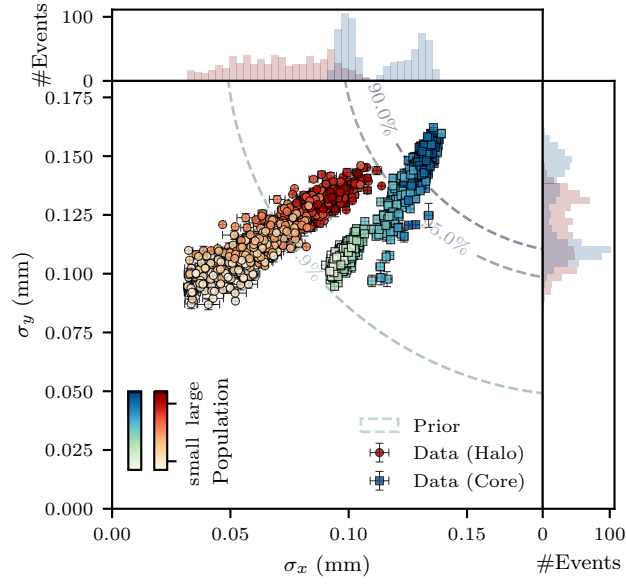 #Events
100
0
0.175
0.150
0.125
0.100
0.075
0.050
0.025
0.000
σy (mm)
90.0%
5.0%
.9%
small large
Population
Prior
Data (Halo)
Data (Core)
0.00
0.05
0.10
0.15
0
100
σx (mm)
#Events